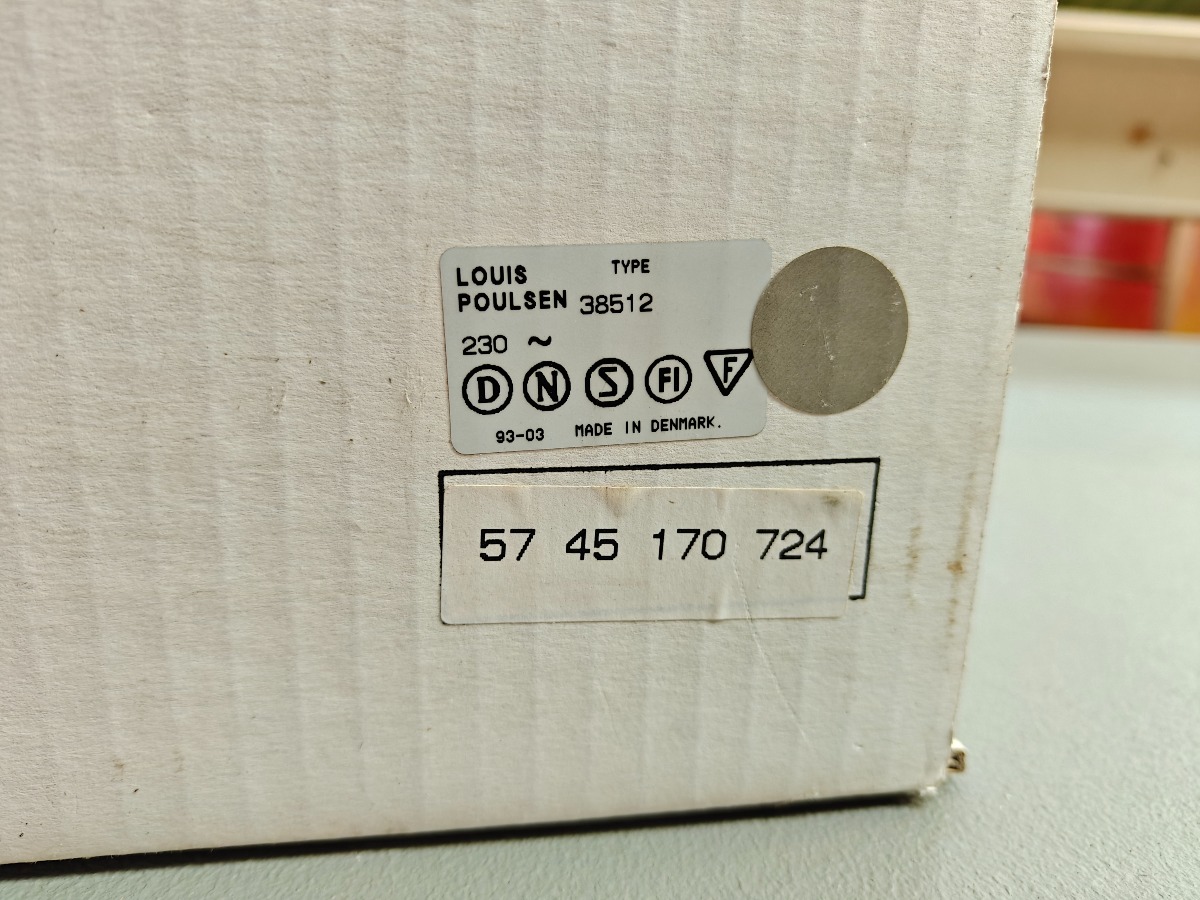 LOUIS TYPE
POULSEN 38512
230 ~
D N S FI F
93-03 MADE IN DENMARK.
57 45 170 724